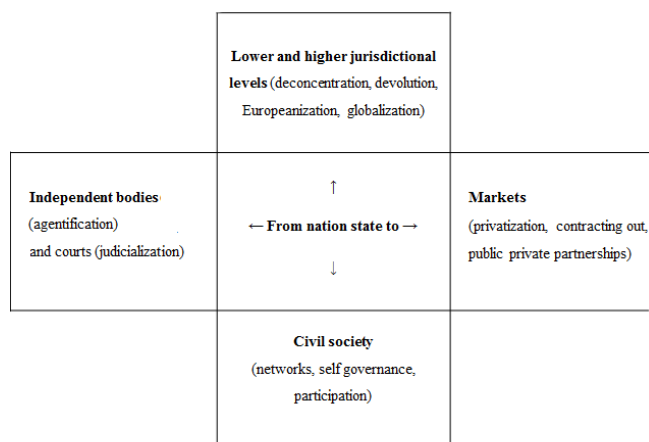 Lower and higher jurisdictional
levels (deconcentration, devolution,
Europeanization, globalization)
Independent bodies
(agentification)
and courts (judicialization)
↑
← From nation state to →
↓
Markets
(privatization, contracting out,
public private partnerships)
Civil society
(networks, self governance,
participation)